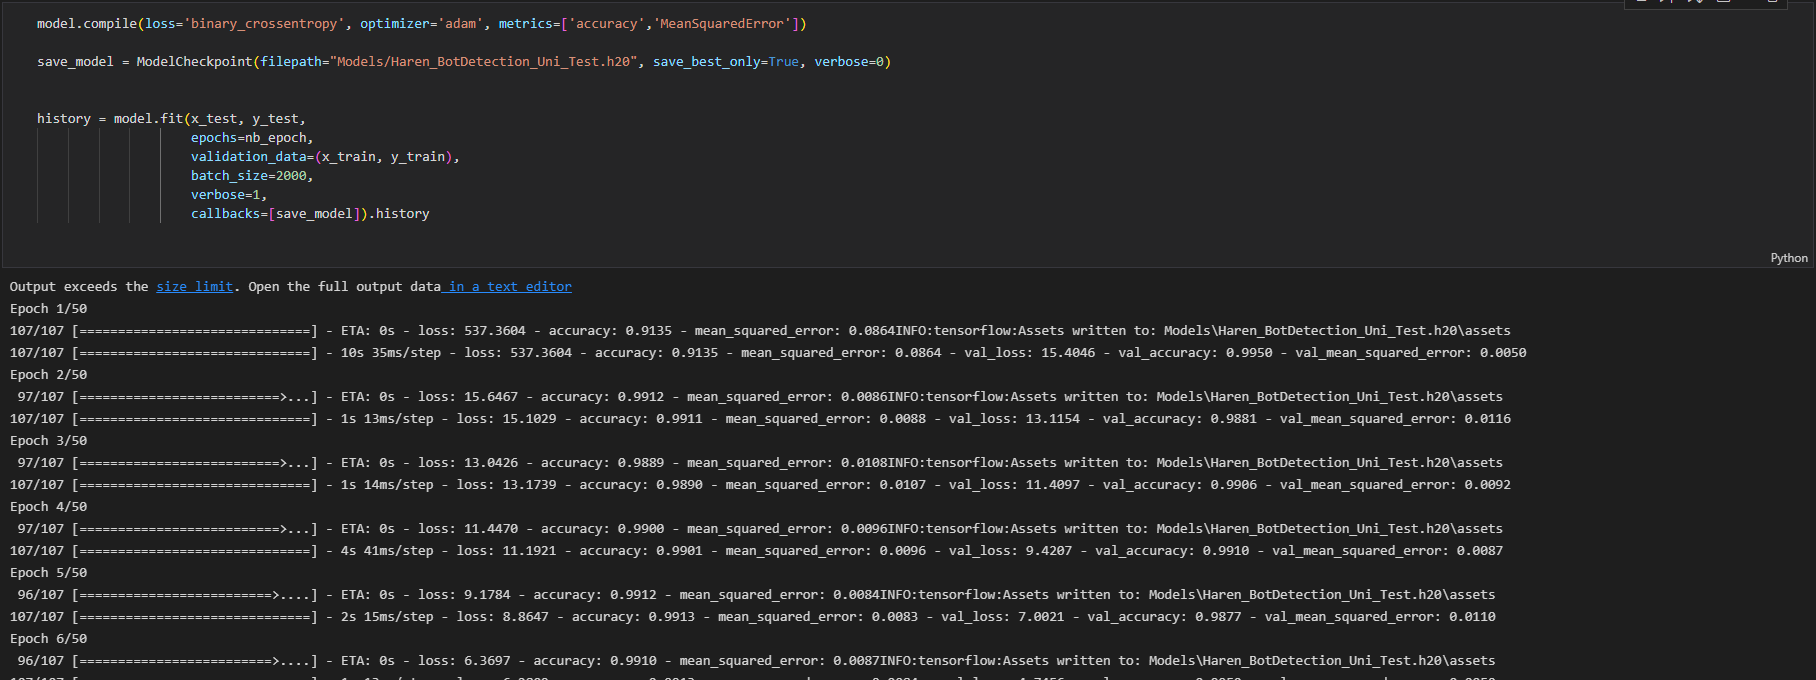 model.compile(loss='binary_crossentropy', optimizer='adam', metrics=['accuracy','MeanSquaredError'])
save_model = ModelCheckpoint(filepath="Models/Haren_BotDetection_Uni_Test.h20", save_best_only=True, verbose=0)
history = model.fit(x_test, y_test,
epochs=nb_epoch,
validation_data=(x_train, y_train),
batch_size=2000,
verbose=1,
callbacks=[save_model]).history
Python
Output exceeds the size limit. Open the full output data in a text editor
Epoch 1/50
107/107 [==============================] - ETA: 0s - loss: 537.3604 - accuracy: 0.9135 - mean_squared_error: 0.0864INFO:tensorflow:Assets written to: Models\Haren_BotDetection_Uni_Test.h20\assets
107/107 [==============================] - 10s 35ms/step - loss: 537.3604 - accuracy: 0.9135 - mean_squared_error: 0.0864 - val_loss: 15.4046 - val_accuracy: 0.9950 - val_mean_squared_error: 0.0050
Epoch 2/50
97/107 [==========================>...] - ETA: 0s - loss: 15.6467 - accuracy: 0.9912 - mean_squared_error: 0.0086INFO:tensorflow:Assets written to: Models\Haren_BotDetection_Uni_Test.h20\assets
107/107 [==============================] - 1s 13ms/step - loss: 15.1029 - accuracy: 0.9911 - mean_squared_error: 0.0088 - val_loss: 13.1154 - val_accuracy: 0.9881 - val_mean_squared_error: 0.0116
Epoch 3/50
97/107 [==========================>...] - ETA: 0s - loss: 13.0426 - accuracy: 0.9889 - mean_squared_error: 0.0108INFO:tensorflow:Assets written to: Models\Haren_BotDetection_Uni_Test.h20\assets
107/107 [==============================] - 1s 14ms/step - loss: 13.1739 - accuracy: 0.9890 - mean_squared_error: 0.0107 - val_loss: 11.4097 - val_accuracy: 0.9906 - val_mean_squared_error: 0.0092
Epoch 4/50
97/107 [==========================>...] - ETA: 0s - loss: 11.4470 - accuracy: 0.9900 - mean_squared_error: 0.0096INFO:tensorflow:Assets written to: Models\Haren_BotDetection_Uni_Test.h20\assets
107/107 [==============================] - 4s 41ms/step - loss: 11.1921 - accuracy: 0.9901 - mean_squared_error: 0.0096 - val_loss: 9.4207 - val_accuracy: 0.9910 - val_mean_squared_error: 0.0087
Epoch 5/50
96/107 [=========================>....] - ETA: 0s - loss: 9.1784 - accuracy: 0.9912 - mean_squared_error: 0.0084INFO:tensorflow:Assets written to: Models\Haren_BotDetection_Uni_Test.h20\assets
107/107 [==============================] - 2s 15ms/step - loss: 8.8647 - accuracy: 0.9913 - mean_squared_error: 0.0083 - val_loss: 7.0021 - val_accuracy: 0.9877 - val_mean_squared_error: 0.0110
Epoch 6/50
96/107 [=========================>....] - ETA: 0s - loss: 6.3697 - accuracy: 0.9910 - mean_squared_error: 0.0087INFO:tensorflow:Assets written to: Models\Haren_BotDetection_Uni_Test.h20\assets